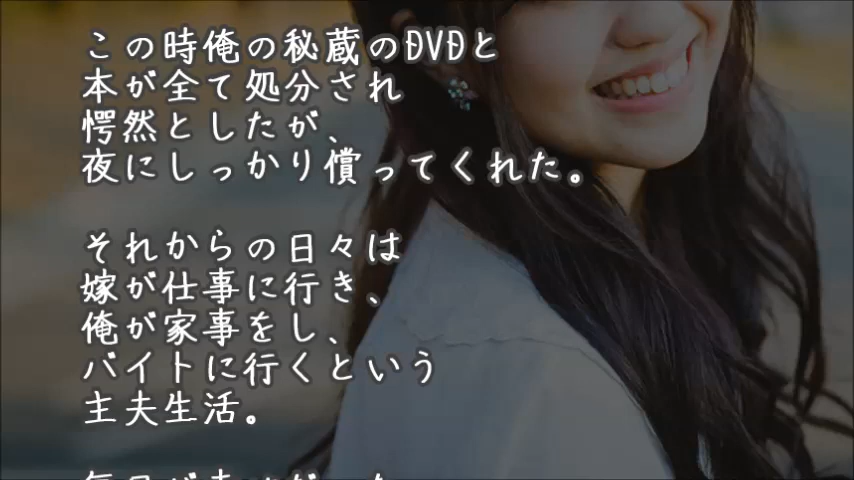 この時俺の秘蔵のDVDと
本が全て処分され
愕然としたが、
夜にしっかり償ってくれた。
それからの日々は
嫁が仕事に行き、
俺が家事をし、
バイトに行くという
主夫生活。